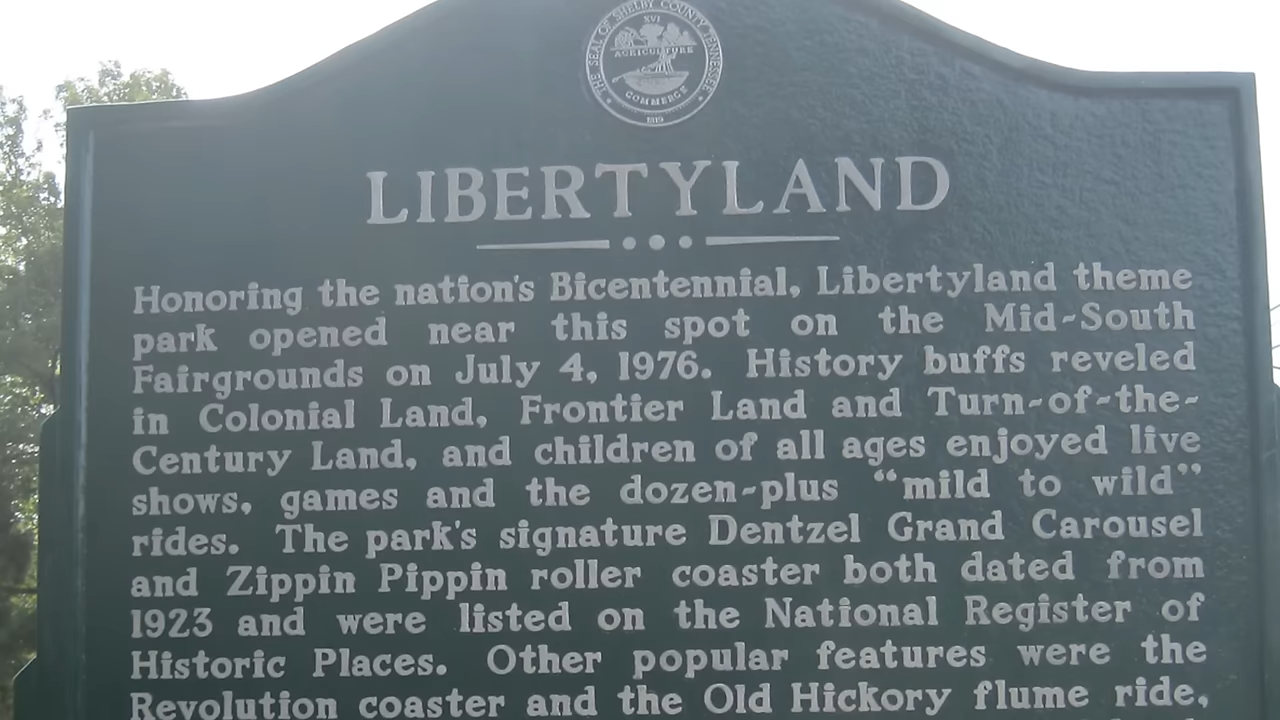 THE SEAL OF SHELBY COUNTY TENNESSEE
XVI
AGRICULTURE
COMMERCE
1819
LIBERTYLAND
Honoring the nation's Bicentennial, Libertyland theme
park opened near this spot on the Mid-South
Fairgrounds on July 4, 1976. History buffs reveled
in Colonial Land, Frontier Land and Turn-of-the-
Century Land, and children of all ages enjoyed live
shows, games and the dozen-plus “mild to wild”
rides. The park's signature Dentzel Grand Carousel
and Zippin Pippin roller coaster both dated from
1923 and were listed on the National Register of
Historic Places. Other popular features were the
Revolution coaster and the Old Hickory flume ride,